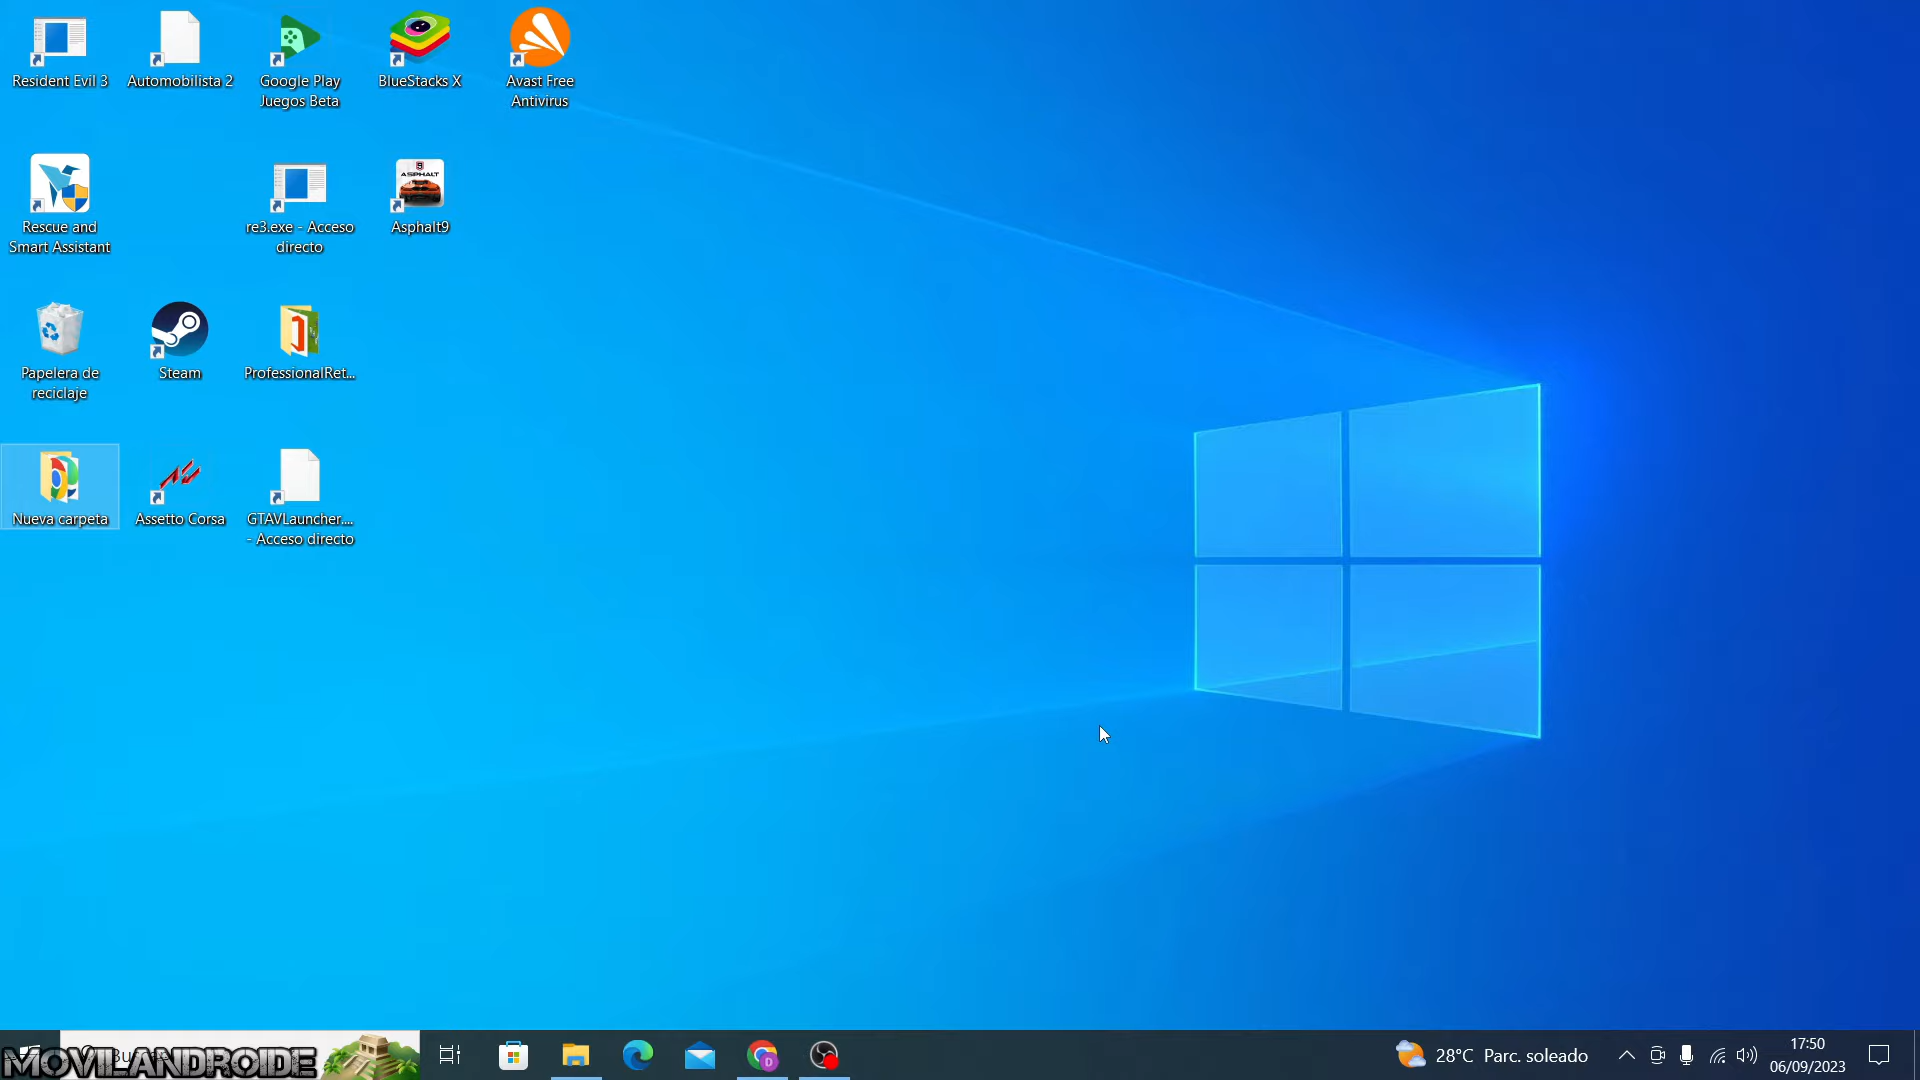 Resident Evil 3
Automobilista 2
Google Play
Juegos Beta
BlueStacks X
Avast Free
Antivirus
Rescue and
Smart Assistant
re3.exe - Acceso
directo
ASPHALT
9
Asphalt9
Papelera de
reciclaje
Steam
ProfessionalRet...
Nueva carpeta
Assetto Corsa
GTAVLauncher....
- Acceso directo
MOVILANDROIDE
D
28°C Parc. soleado
17:50
06/09/2023